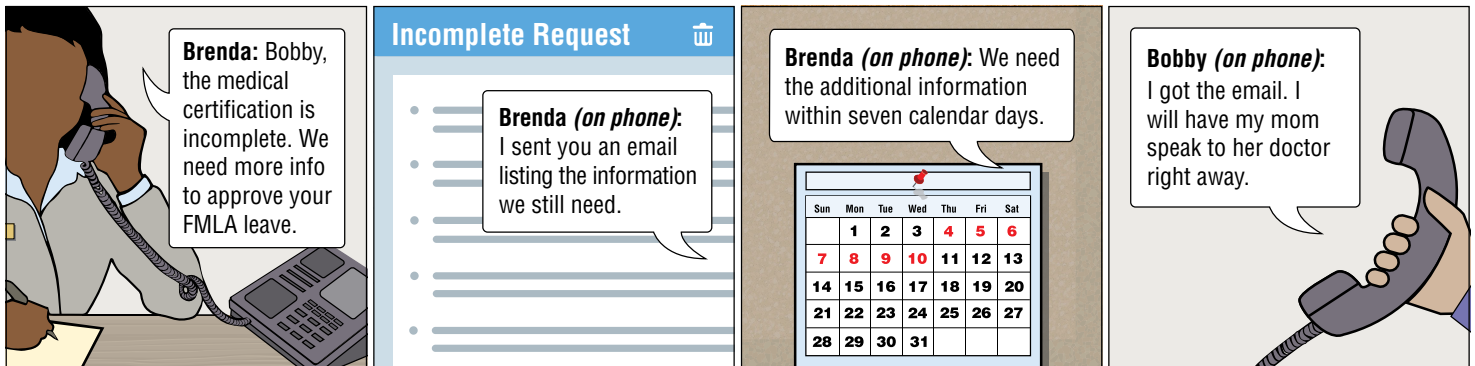 Brenda: Bobby,
the medical
certification is
incomplete. We
need more info
to approve your
FMLA leave.
Incomplete Request
Brenda (on phone):
I sent you an email
listing the information
we still need.
Brenda (on phone): We need
the additional information
within seven calendar days.
Sun Mon Tue Wed Thu Fri Sat
1 2 3 4 5 6
7 8 9 10 11 12 13
14 15 16 17 18 19 20
21 22 23 24 25 26 27
28 29 30 31
Bobby (on phone):
I got the email. I
will have my mom
speak to her doctor
right away.